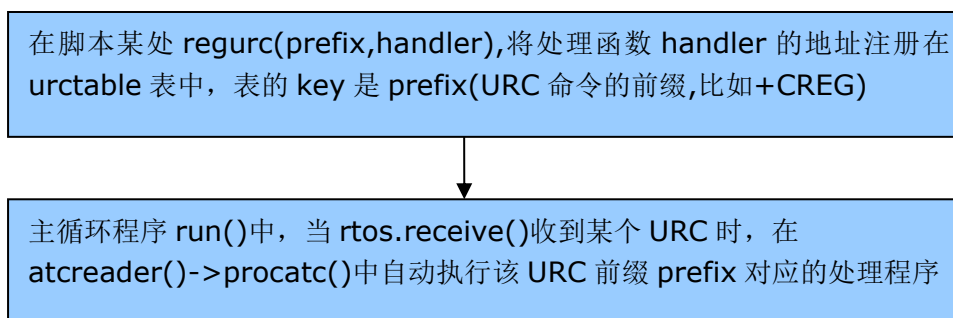 在脚本某处 regurc(prefix,handler),将处理函数 handler 的地址注册在
urctable 表中，表的 key 是 prefix(URC 命令的前缀,比如+CREG)
主循环程序 run()中，当 rtos.receive()收到某个 URC 时，在
atcreader()->procatc()中自动执行该 URC 前缀 prefix 对应的处理程序